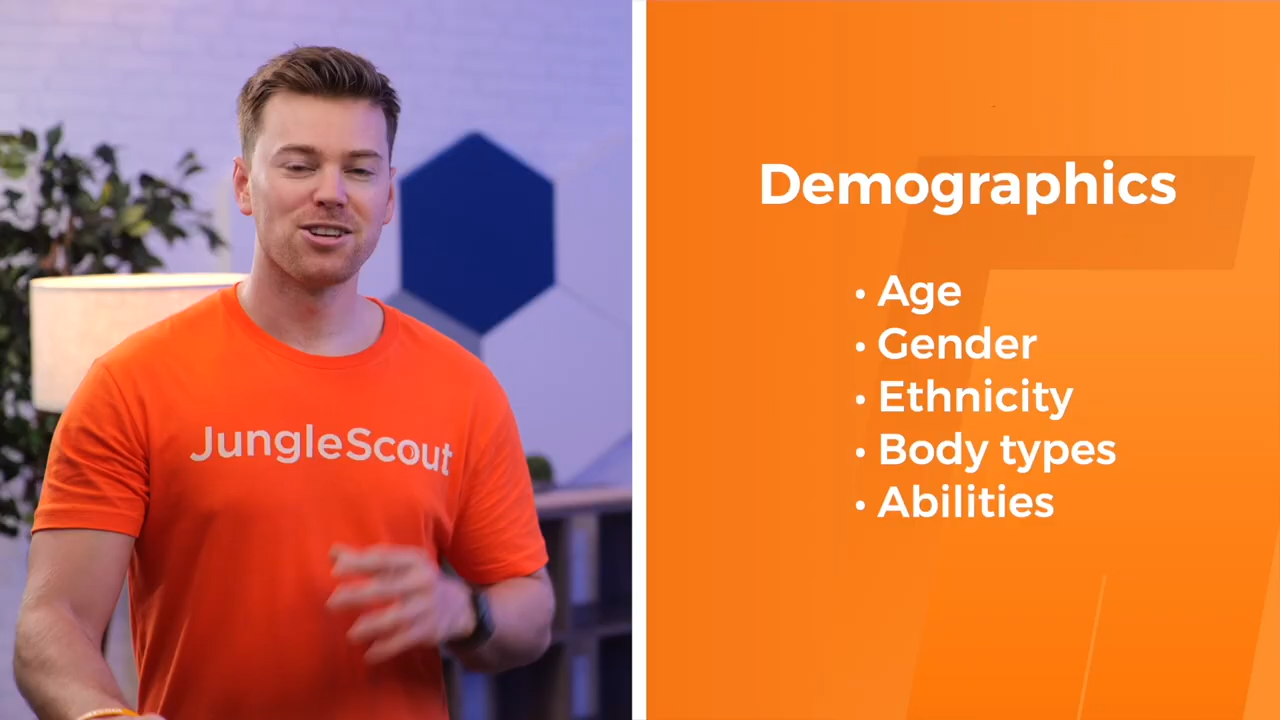 JungleScout
Demographics
• Age
• Gender
• Ethnicity
• Body types
• Abilities